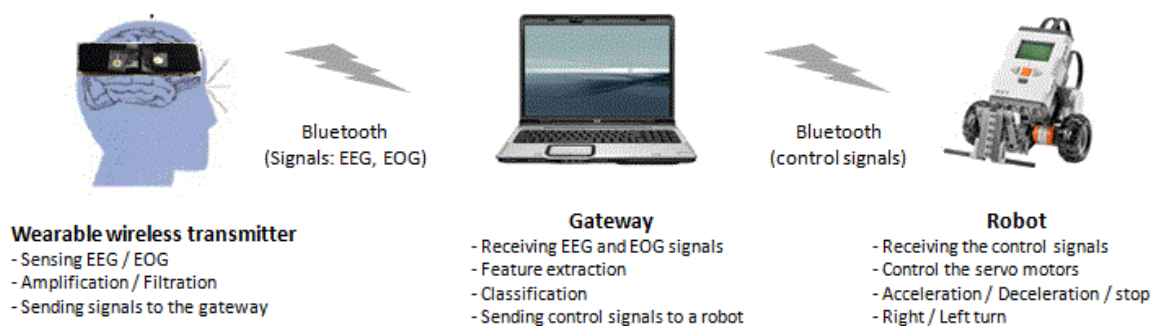 Bluetooth
(Signals: EEG, EOG)
Bluetooth
(control signals)
Wearable wireless transmitter
- Sensing EEG / EOG
- Amplification / Filtration
- Sending signals to the gateway
Gateway
- Receiving EEG and EOG signals
- Feature extraction
- Classification
- Sending control signals to a robot
Robot
- Receiving the control signals
- Control the servo motors
- Acceleration / Deceleration / stop
- Right / Left turn